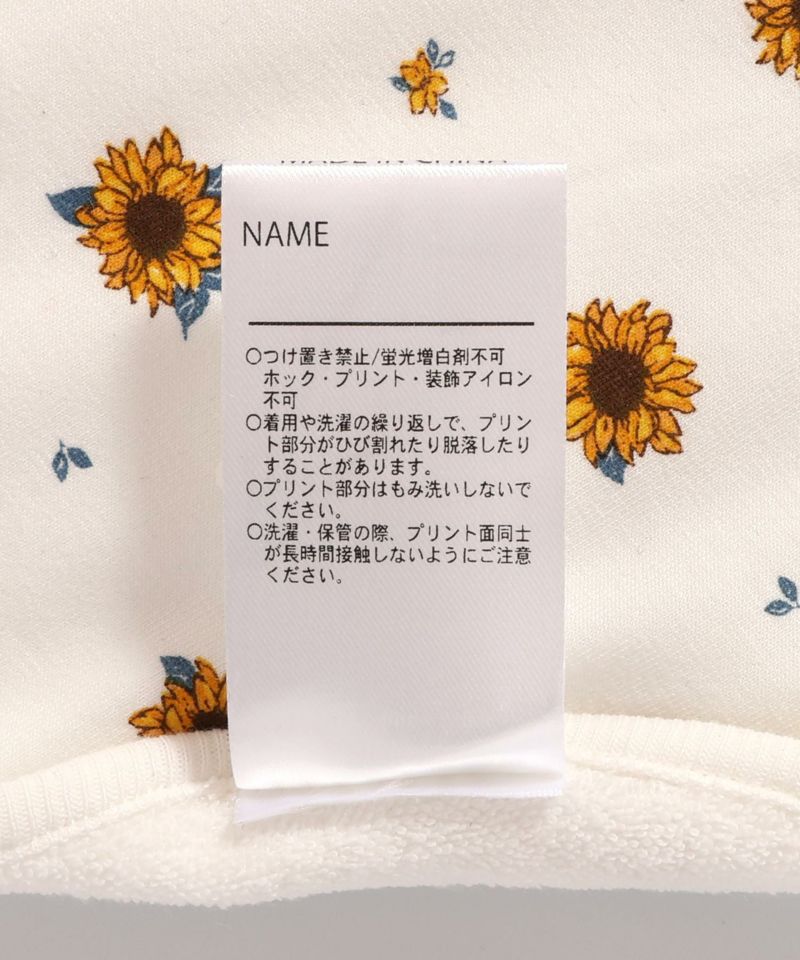 MADE IN CHINA
NAME
○つけ置き禁止/蛍光増白剤不可
ホック・プリント・装飾アイロン
不可
○着用や洗濯の繰り返しで、プリン
ト部分がひび割れたり脱落したり
することがあります。
○プリント部分はもみ洗いしないで
ください。
○洗濯・保管の際、プリント面同士
が長時間接触しないようにご注意
ください。